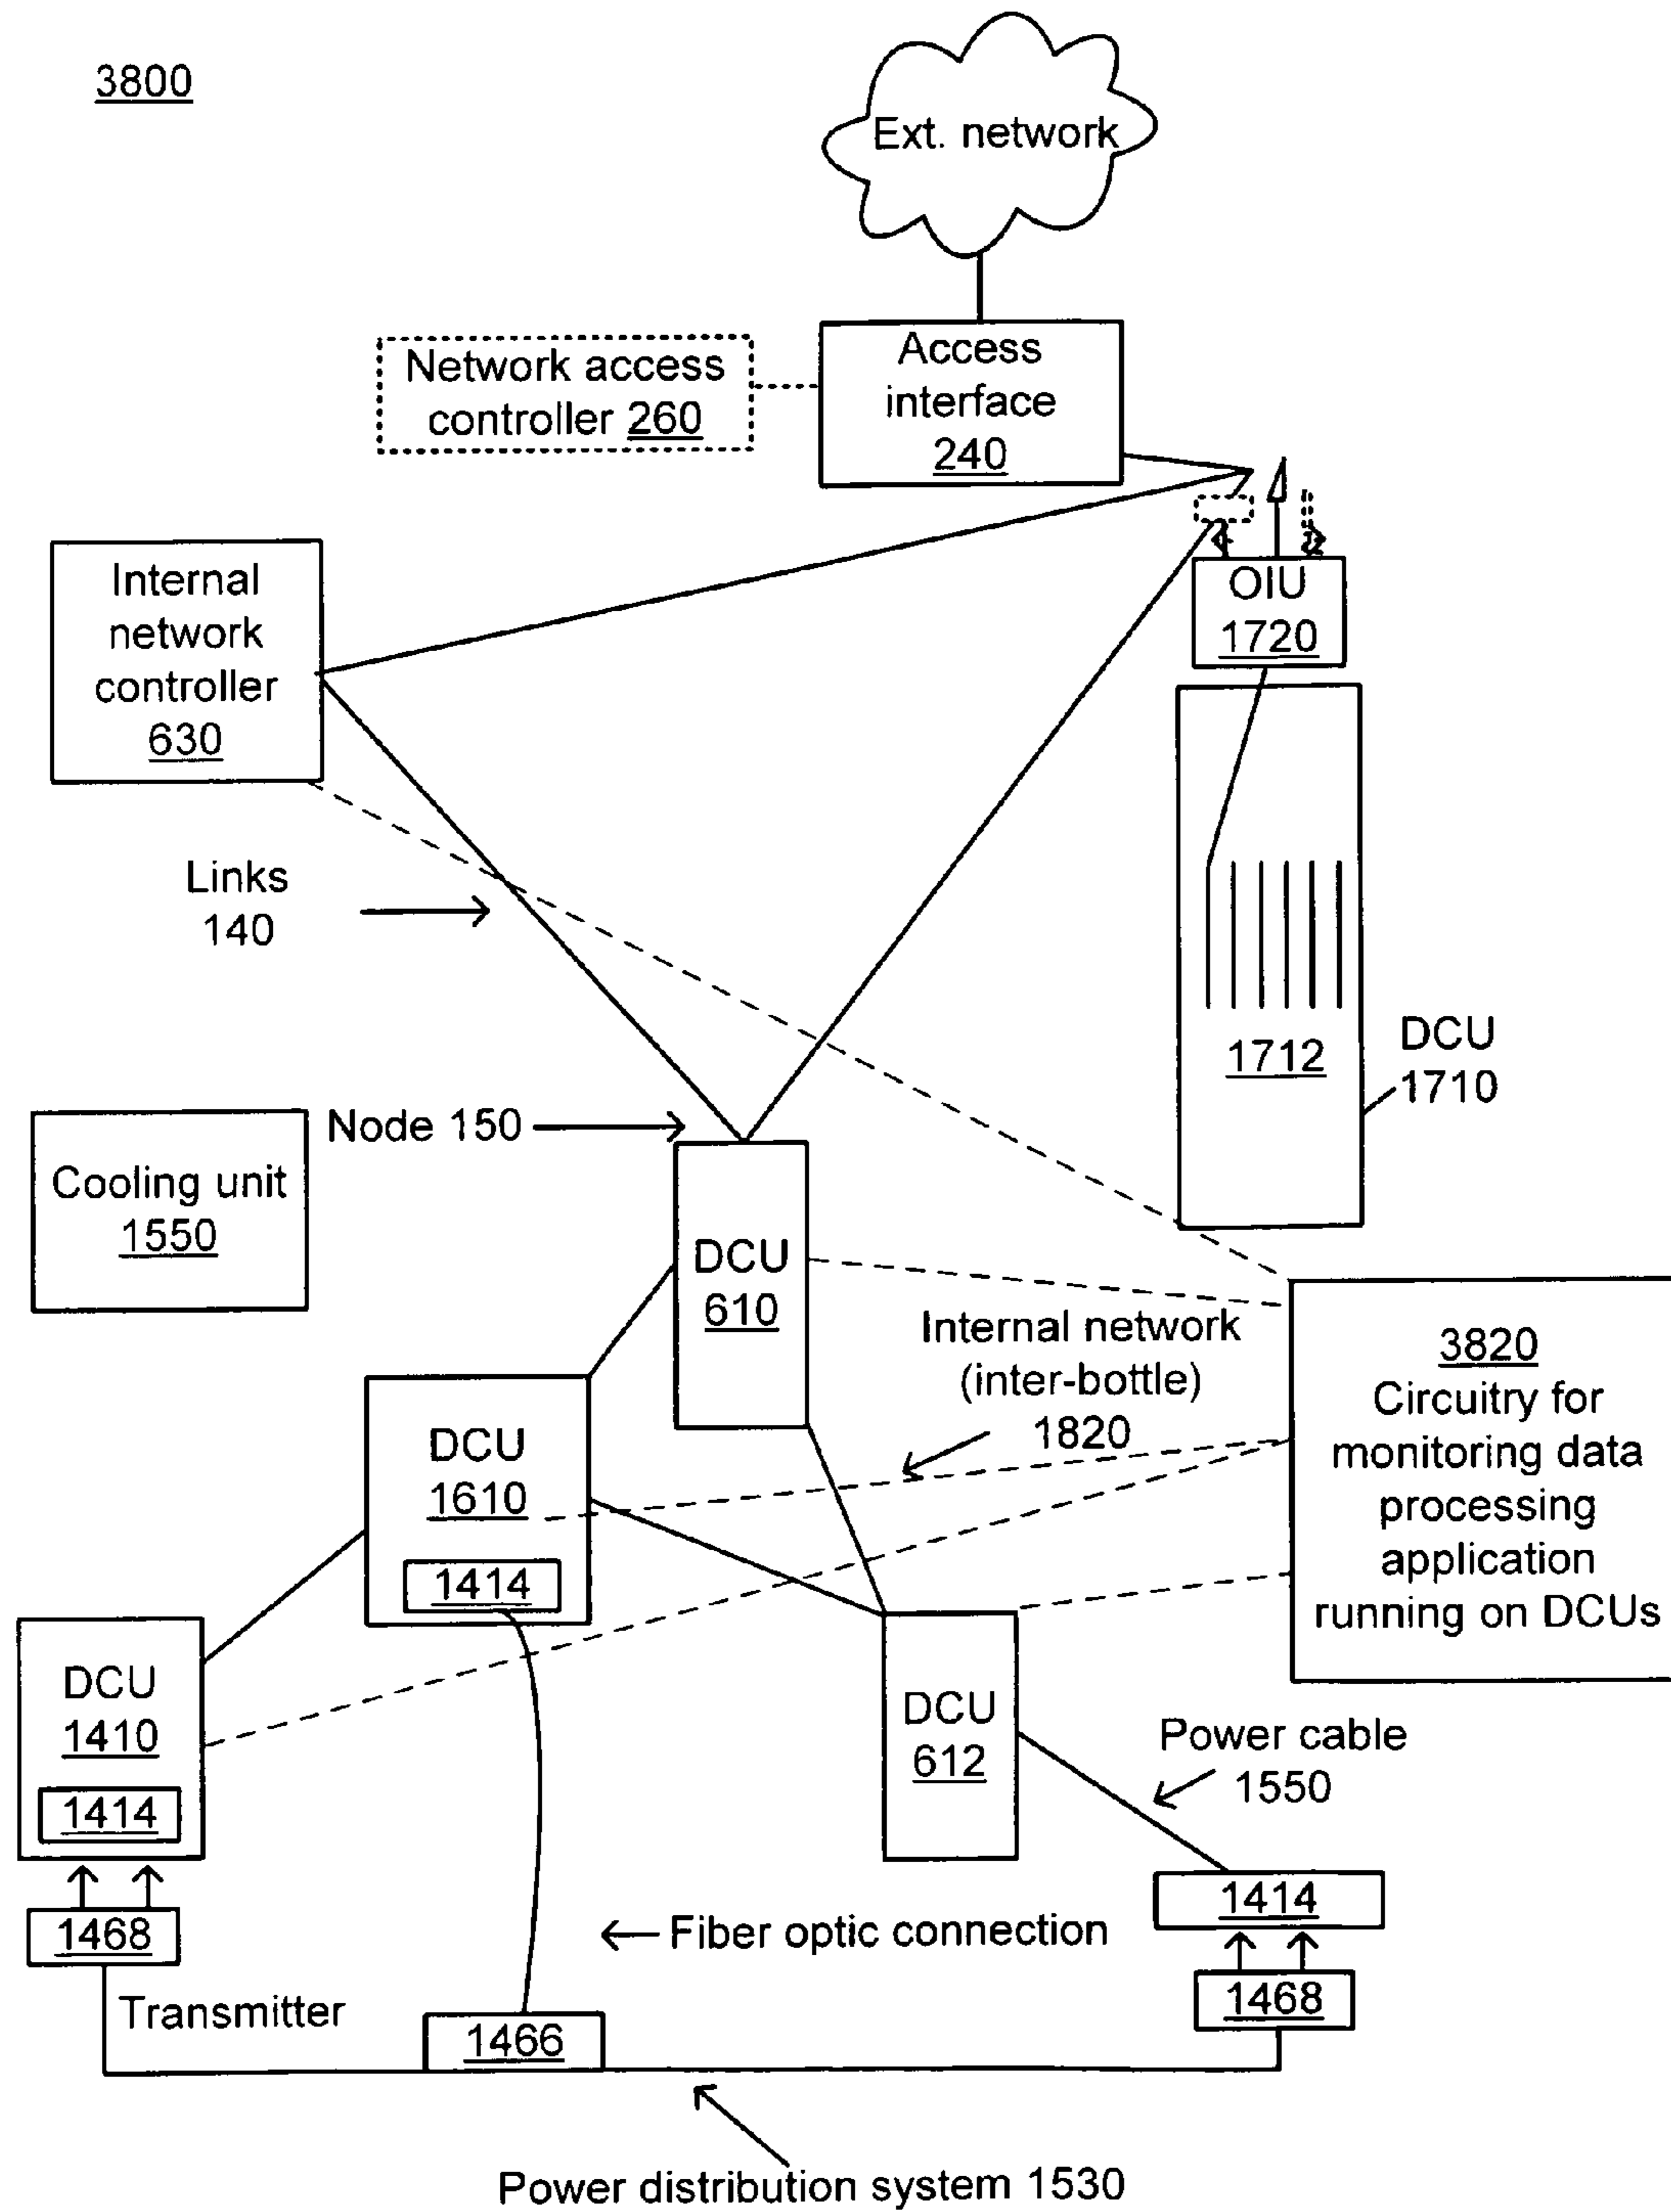 3800
Ext. network
Network access
controller 260
Access
interface
240
Internal
network
controller
630
OIU
1720
Links
140
1712
DCU
1710
Node 150
Cooling unit
1550
DCU
610
Internal network
(inter-bottle)
1820
3820
Circuitry for
monitoring data
processing
application
running on DCUs
DCU
1610
1414
DCU
1410
1414
DCU
612
Power cable
1550
1414
1468
Fiber optic connection
1468
Transmitter
1466
Power distribution system 1530